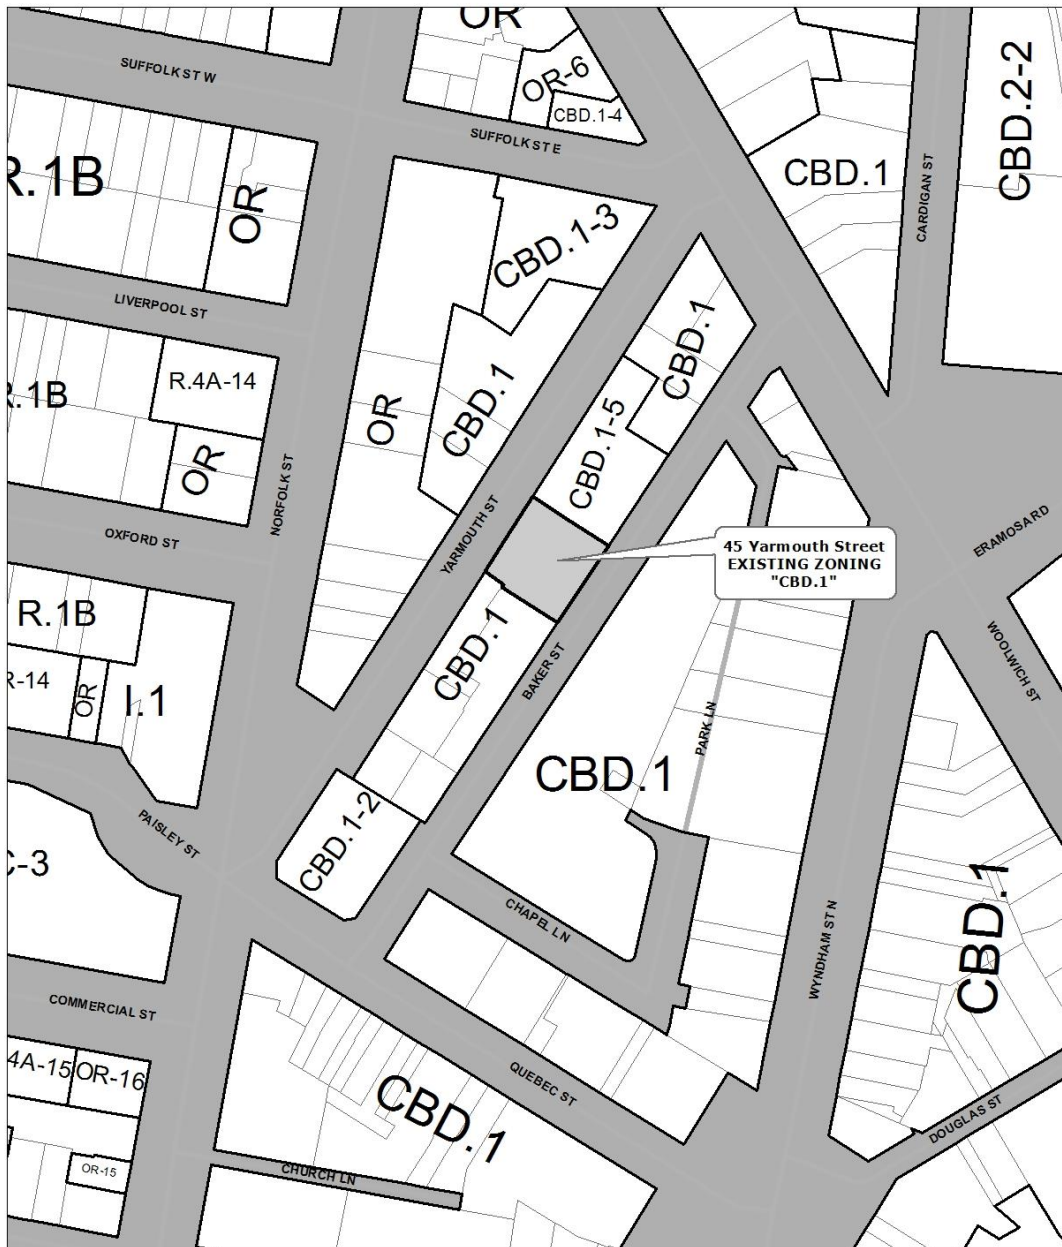 OR
SUFFOLK ST W
OR-6
CBD.1-4
CBD.2-2
SUFFOLK ST E
R.1B
OR
CBD.1
CARDIGAN ST
CBD.1-3
LIVERPOOL ST
CBD.1
R.1B
R.4A-14
OR
CBD.1
CBD.1-5
OR
NORFOLK ST
YARMOUTH ST
OXFORD ST
ERAMOSA RD
45 Yarmouth Street
EXISTING ZONING
"CBD.1"
R.1B
CBD.1
BAKER ST
WOOLWICH ST
R-14
OR
I.1
PARK LN
CBD.1
PAISLEY ST
CBD.1-2
C-3
CHAPEL LN
WYNDHAM ST N
CBD.1
COMMERCIAL ST
4A-15
OR-16
QUEBEC ST
CBD.1
DOUGLAS ST
OR-15
CHURCH LN